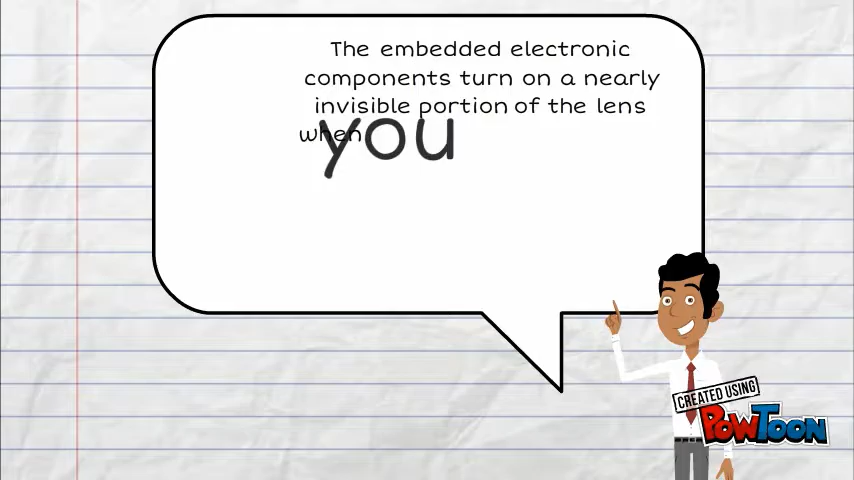 The embedded electronic
components turn on a nearly
invisible portion of the lens
when you
CREATED USING
POWTOON